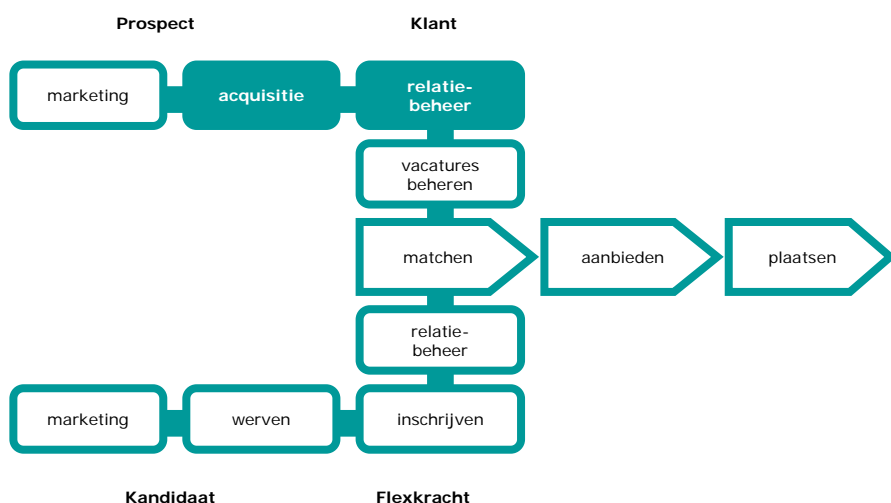 Prospect
Klant
marketing
acquisitie
relatie-
beheer
vacatures
beheren
matchen
aanbieden
plaatsen
relatie-
beheer
marketing
werven
inschrijven
Kandidaat
Flexkracht